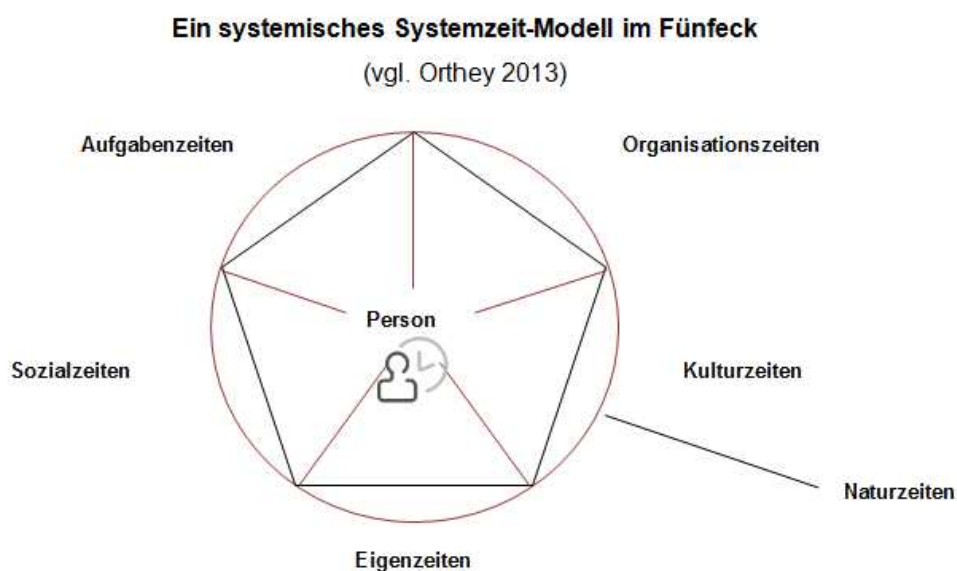 Ein systemisches Systemzeit-Modell im Fünfeck
(vgl. Orthey 2013)
Aufgabenzeiten
Organisationszeiten
Person
Sozialzeiten
Kulturzeiten
Naturzeiten
Eigenzeiten